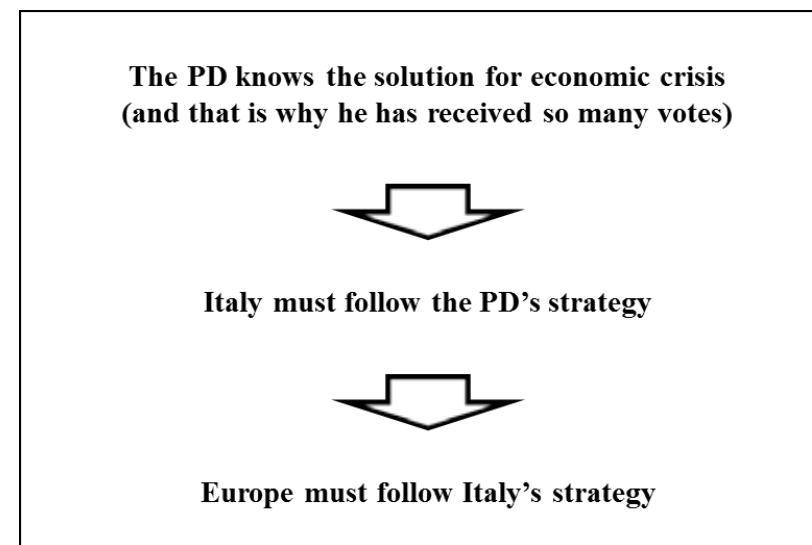 The PD knows the solution for economic crisis
(and that is why he has received so many votes)
Italy must follow the PD’s strategy
Europe must follow Italy’s strategy